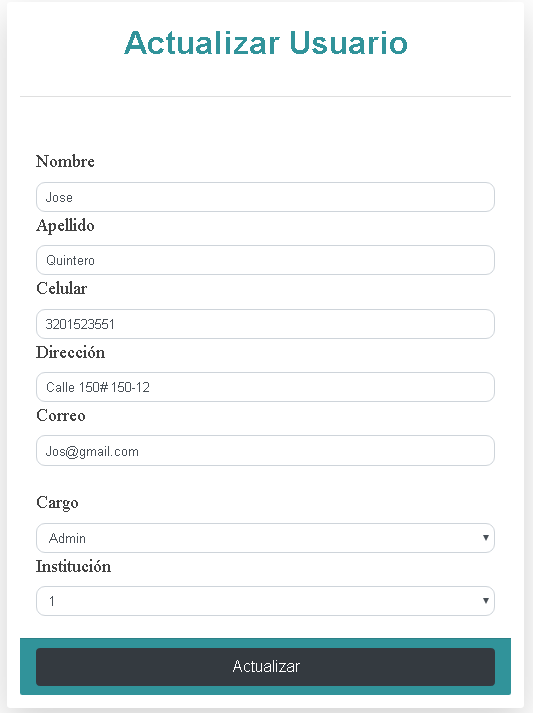 Actualizar Usuario
Nombre
Jose
Apellido
Quintero
Celular
3201523551
Dirección
Calle 150# 150-12
Correo
Jos@gmail.com
Cargo
Admin
Institución
1
Actualizar